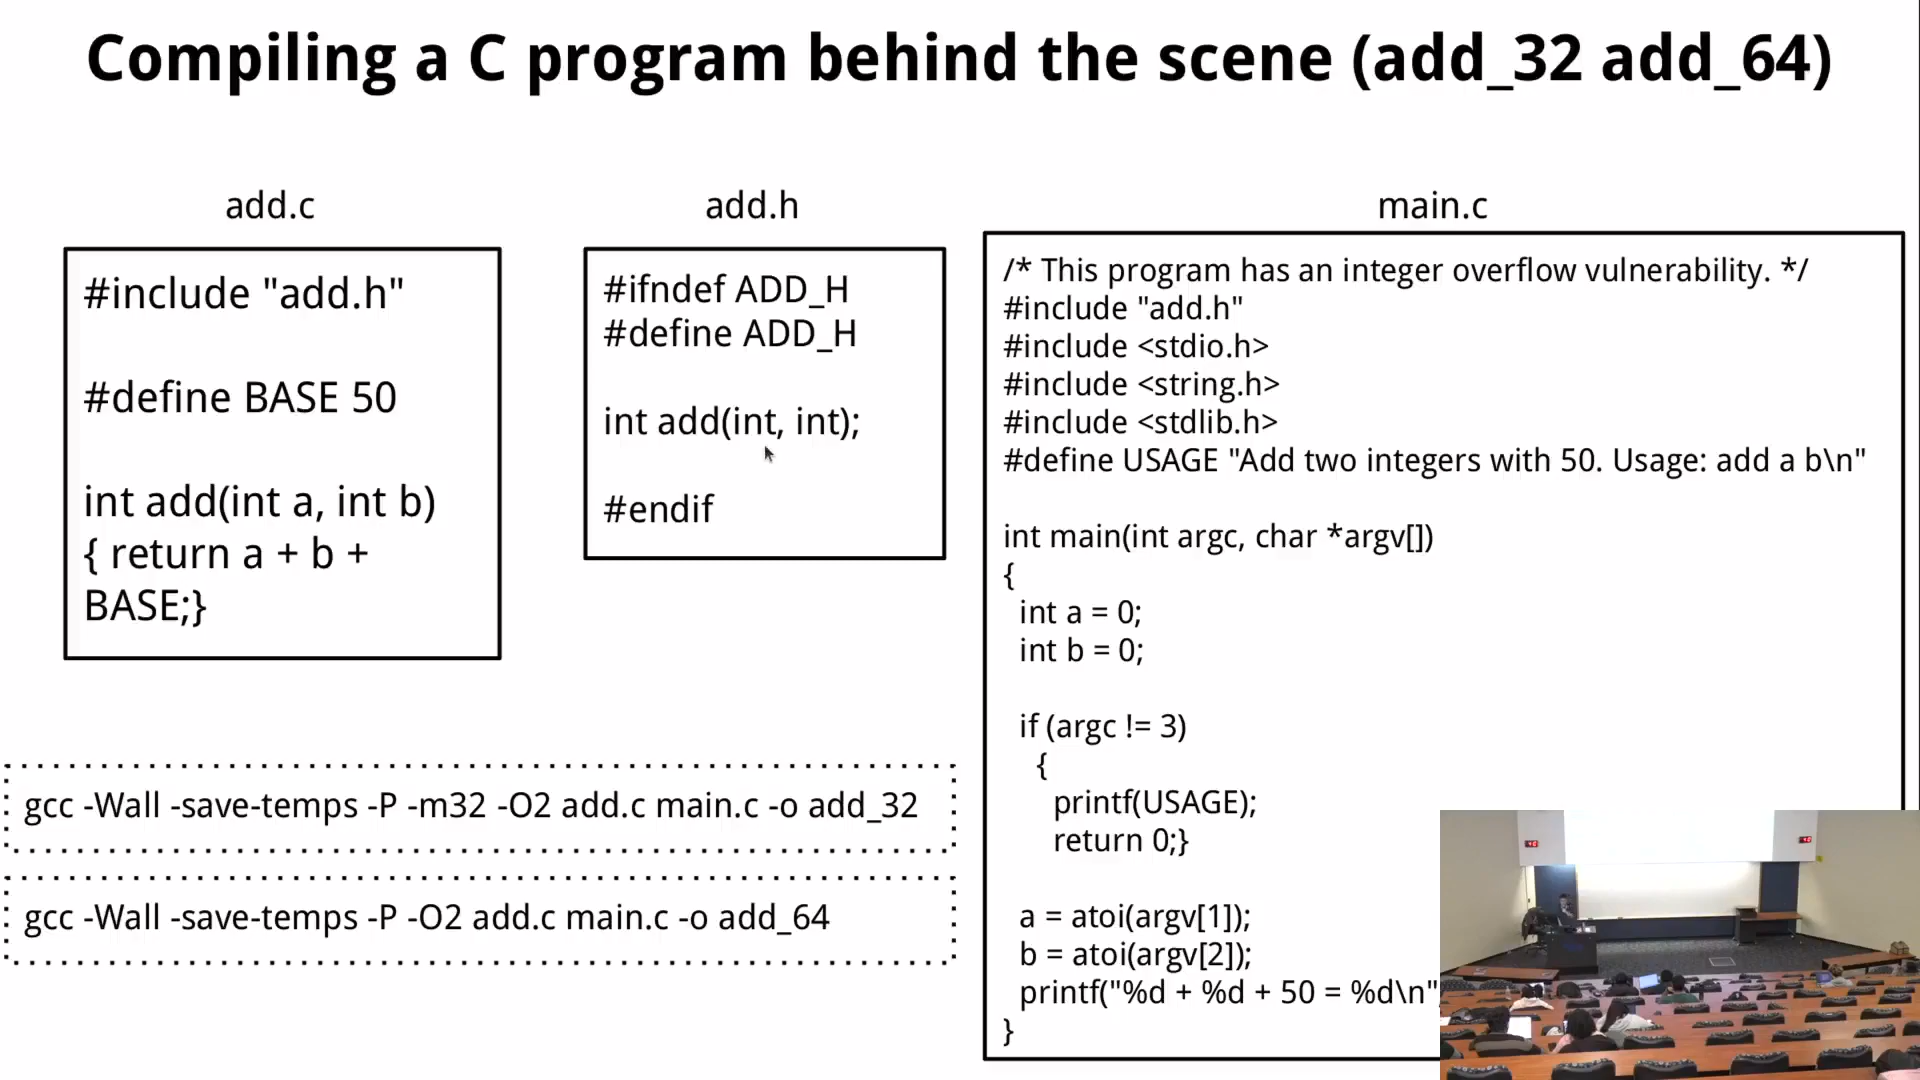 Compiling a C program behind the scene (add_32 add_64)
add.c
#include "add.h"
#define BASE 50
int add(int a, int b)
{ return a + b +
BASE;}
add.h
#ifndef ADD_H
#define ADD_H
int add(int, int);
#endif
main.c
/* This program has an integer overflow vulnerability. */
#include "add.h"
#include <stdio.h>
#include <string.h>
#include <stdlib.h>
#define USAGE "Add two integers with 50. Usage: add a b\n"
int main(int argc, char *argv[])
{
int a = 0;
int b = 0;
if (argc != 3)
{
printf(USAGE);
return 0;}
a = atoi(argv[1]);
b = atoi(argv[2]);
printf("%d + %d + 50 = %d\n"
}
gcc -Wall -save-temps -P -m32 -O2 add.c main.c -o add_32
gcc -Wall -save-temps -P -O2 add.c main.c -o add_64